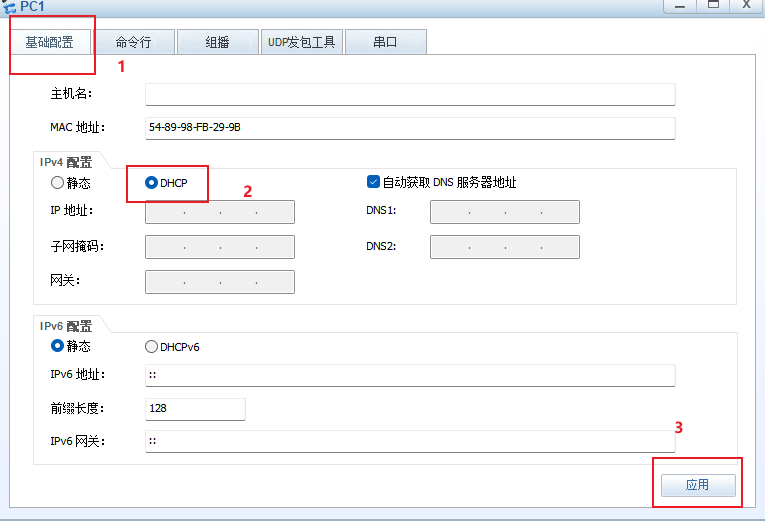 PC1
基础配置 命令行 组播 UDP发包工具 串口
1
主机名：
MAC 地址： 54-89-98-FB-29-9B
IPv4 配置
静态 DHCP 自动获取 DNS 服务器地址
2
IP 地址： . . . DNS1: . . .
子网掩码： . . . DNS2: . . .
网关： . . .
IPv6 配置
静态 DHCPv6
IPv6 地址： ::
前缀长度： 128
IPv6 网关： ::
3
应用